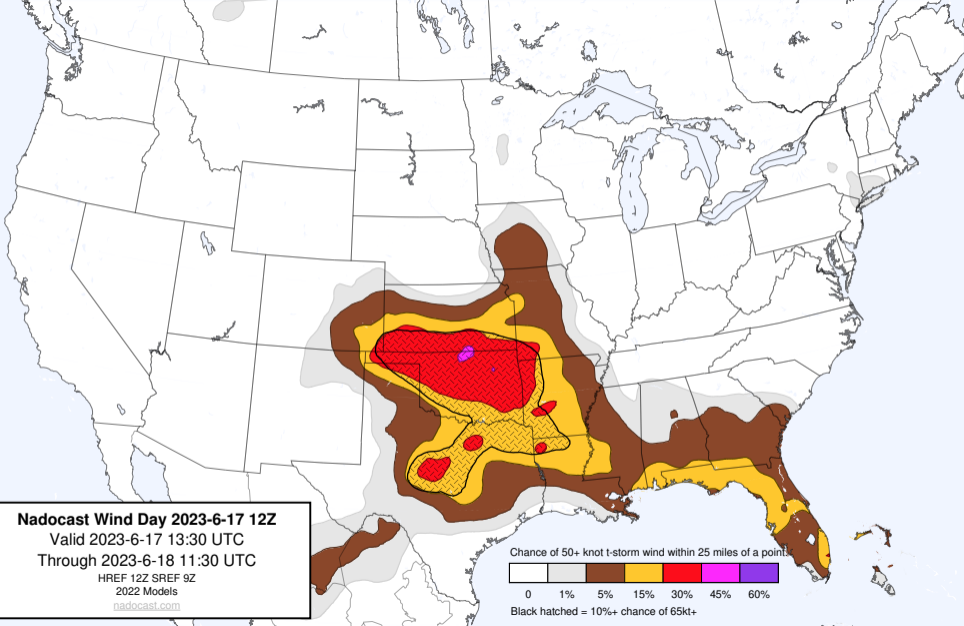 Nadocast Wind Day 2023-6-17 12Z
Valid 2023-6-17 13:30 UTC
Through 2023-6-18 11:30 UTC
HREF 12Z SREF 9Z
2022 Models
nadocast.com
Chance of 50+ knot t-storm wind within 25 miles of a point.
0 1% 5% 15% 30% 45% 60%
Black hatched = 10%+ chance of 65kt+